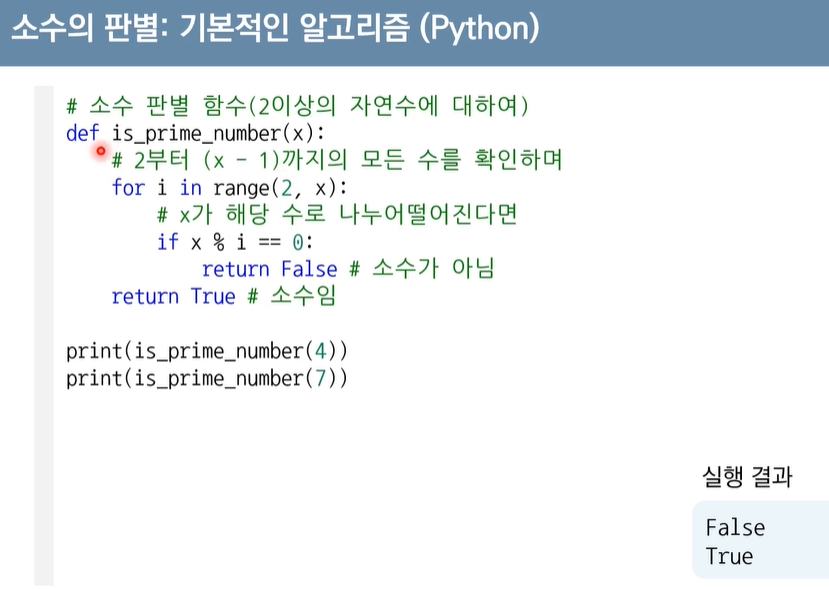 소수의 판별: 기본적인 알고리즘 (Python)
# 소수 판별 함수(2이상의 자연수에 대하여)
def is_prime_number(x):
    # 2부터 (x - 1)까지의 모든 수를 확인하며
    for i in range(2, x):
        # x가 해당 수로 나누어떨어진다면
        if x % i == 0:
            return False # 소수가 아님
    return True # 소수임
print(is_prime_number(4))
print(is_prime_number(7))
실행 결과
False
True